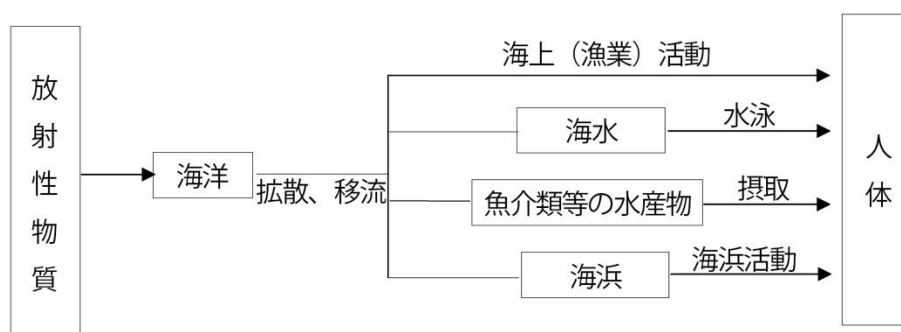 放射性物質
海洋
拡散、移流
海上（漁業）活動
海水
水泳
魚介類等の水産物
摂取
海浜
海浜活動
人体